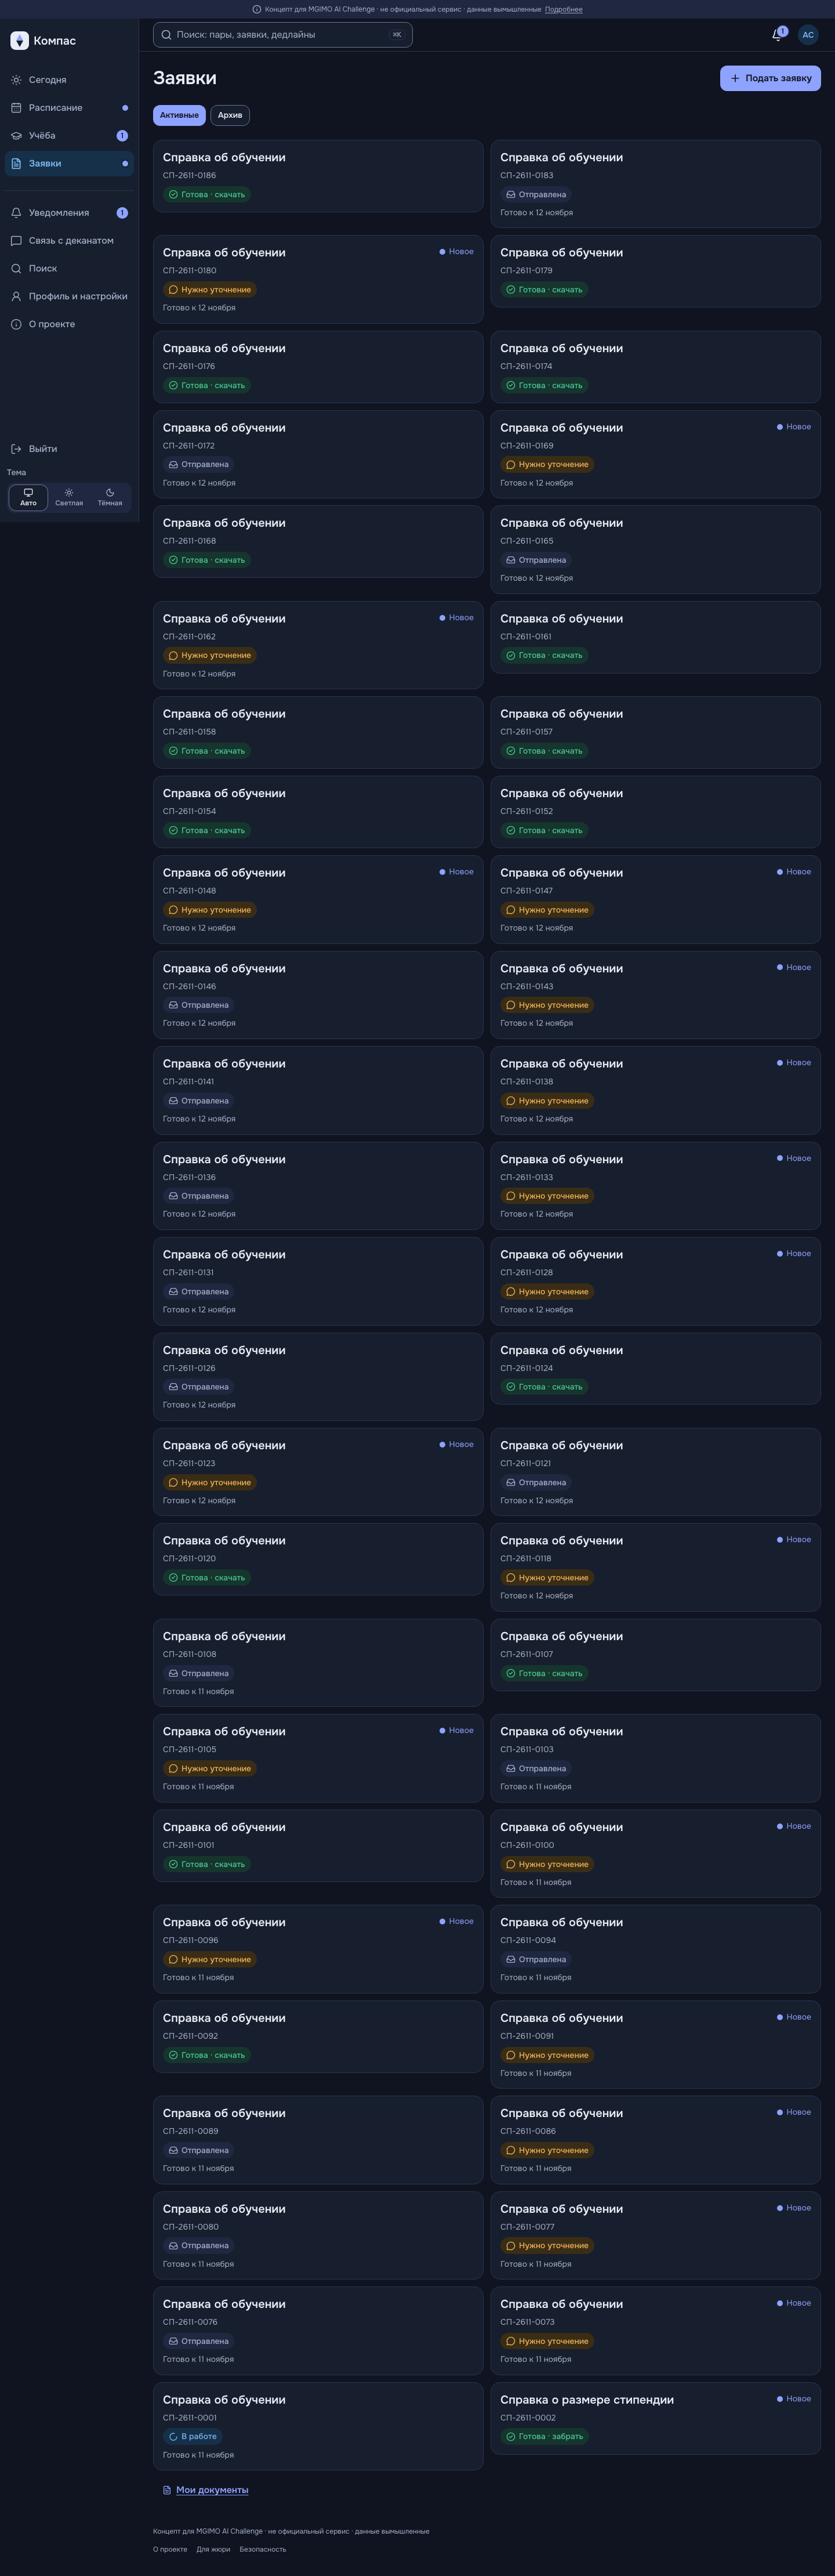 Концепт для MGIMO AI Challenge · не официальный сервис · данные вымышленные Подробнее
Компас
Поиск: пары, заявки, дедлайны
⌘K
1
АС
Сегодня
Расписание
Учёба 1
Заявки
Уведомления 1
Связь с деканатом
Поиск
Профиль и настройки
О проекте
Выйти
Тема
Авто Светлая Тёмная
Заявки
Подать заявку
Активные Архив
Справка об обучении
СП-2611-0186
Готова · скачать
Справка об обучении
СП-2611-0183
Отправлена
Готово к 12 ноября
Справка об обучении Новое
СП-2611-0180
Нужно уточнение
Готово к 12 ноября
Справка об обучении
СП-2611-0179
Готова · скачать
Справка об обучении
СП-2611-0176
Готова · скачать
Справка об обучении
СП-2611-0174
Готова · скачать
Справка об обучении
СП-2611-0172
Отправлена
Готово к 12 ноября
Справка об обучении Новое
СП-2611-0169
Нужно уточнение
Готово к 12 ноября
Справка об обучении
СП-2611-0168
Готова · скачать
Справка об обучении
СП-2611-0165
Отправлена
Готово к 12 ноября
Справка об обучении Новое
СП-2611-0162
Нужно уточнение
Готово к 12 ноября
Справка об обучении
СП-2611-0161
Готова · скачать
Справка об обучении
СП-2611-0158
Готова · скачать
Справка об обучении
СП-2611-0157
Готова · скачать
Справка об обучении
СП-2611-0154
Готова · скачать
Справка об обучении
СП-2611-0152
Готова · скачать
Справка об обучении Новое
СП-2611-0148
Нужно уточнение
Готово к 12 ноября
Справка об обучении Новое
СП-2611-0147
Нужно уточнение
Готово к 12 ноября
Справка об обучении
СП-2611-0146
Отправлена
Готово к 12 ноября
Справка об обучении Новое
СП-2611-0143
Нужно уточнение
Готово к 12 ноября
Справка об обучении
СП-2611-0141
Отправлена
Готово к 12 ноября
Справка об обучении Новое
СП-2611-0138
Нужно уточнение
Готово к 12 ноября
Справка об обучении
СП-2611-0136
Отправлена
Готово к 12 ноября
Справка об обучении Новое
СП-2611-0133
Нужно уточнение
Готово к 12 ноября
Справка об обучении
СП-2611-0131
Отправлена
Готово к 12 ноября
Справка об обучении Новое
СП-2611-0128
Нужно уточнение
Готово к 12 ноября
Справка об обучении
СП-2611-0126
Отправлена
Готово к 12 ноября
Справка об обучении
СП-2611-0124
Готова · скачать
Справка об обучении Новое
СП-2611-0123
Нужно уточнение
Готово к 12 ноября
Справка об обучении
СП-2611-0121
Отправлена
Готово к 12 ноября
Справка об обучении
СП-2611-0120
Готова · скачать
Справка об обучении Новое
СП-2611-0118
Нужно уточнение
Готово к 12 ноября
Справка об обучении
СП-2611-0108
Отправлена
Готово к 11 ноября
Справка об обучении
СП-2611-0107
Готова · скачать
Справка об обучении Новое
СП-2611-0105
Нужно уточнение
Готово к 11 ноября
Справка об обучении
СП-2611-0103
Отправлена
Готово к 11 ноября
Справка об обучении
СП-2611-0101
Готова · скачать
Справка об обучении Новое
СП-2611-0100
Нужно уточнение
Готово к 11 ноября
Справка об обучении Новое
СП-2611-0096
Нужно уточнение
Готово к 11 ноября
Справка об обучении
СП-2611-0094
Отправлена
Готово к 11 ноября
Справка об обучении
СП-2611-0092
Готова · скачать
Справка об обучении Новое
СП-2611-0091
Нужно уточнение
Готово к 11 ноября
Справка об обучении
СП-2611-0089
Отправлена
Готово к 11 ноября
Справка об обучении Новое
СП-2611-0086
Нужно уточнение
Готово к 11 ноября
Справка об обучении
СП-2611-0080
Отправлена
Готово к 11 ноября
Справка об обучении Новое
СП-2611-0077
Нужно уточнение
Готово к 11 ноября
Справка об обучении
СП-2611-0076
Отправлена
Готово к 11 ноября
Справка об обучении Новое
СП-2611-0073
Нужно уточнение
Готово к 11 ноября
Справка об обучении
СП-2611-0001
В работе
Готово к 11 ноября
Справка о размере стипендии Новое
СП-2611-0002
Готова · забрать
Мои документы
Концепт для MGIMO AI Challenge · не официальный сервис · данные вымышленные
О проекте Для жюри Безопасность